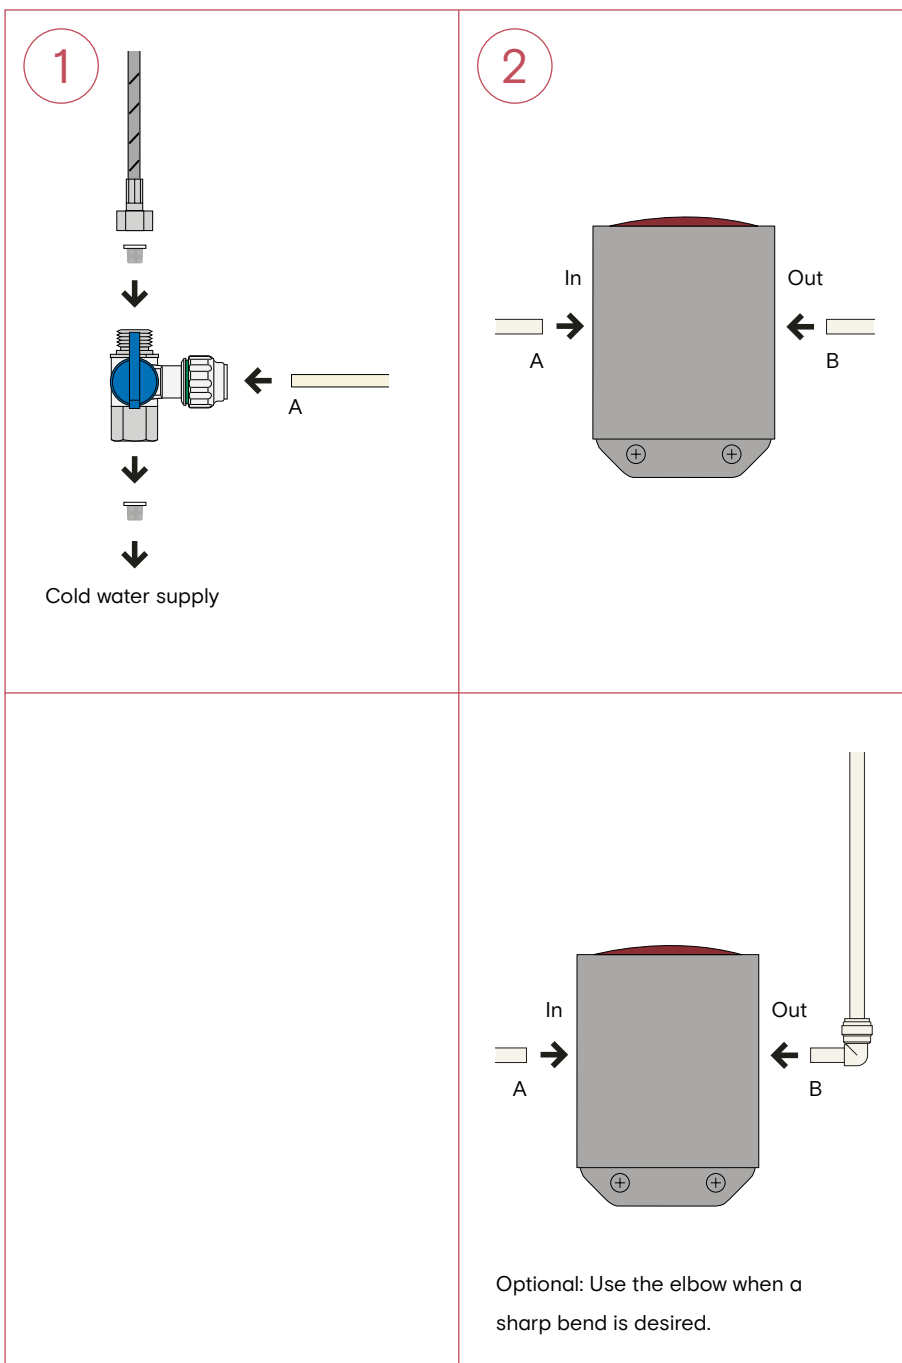 1
A
Cold water supply
2
In
Out
A
B
In
Out
A
B
Optional: Use the elbow when a
sharp bend is desired.